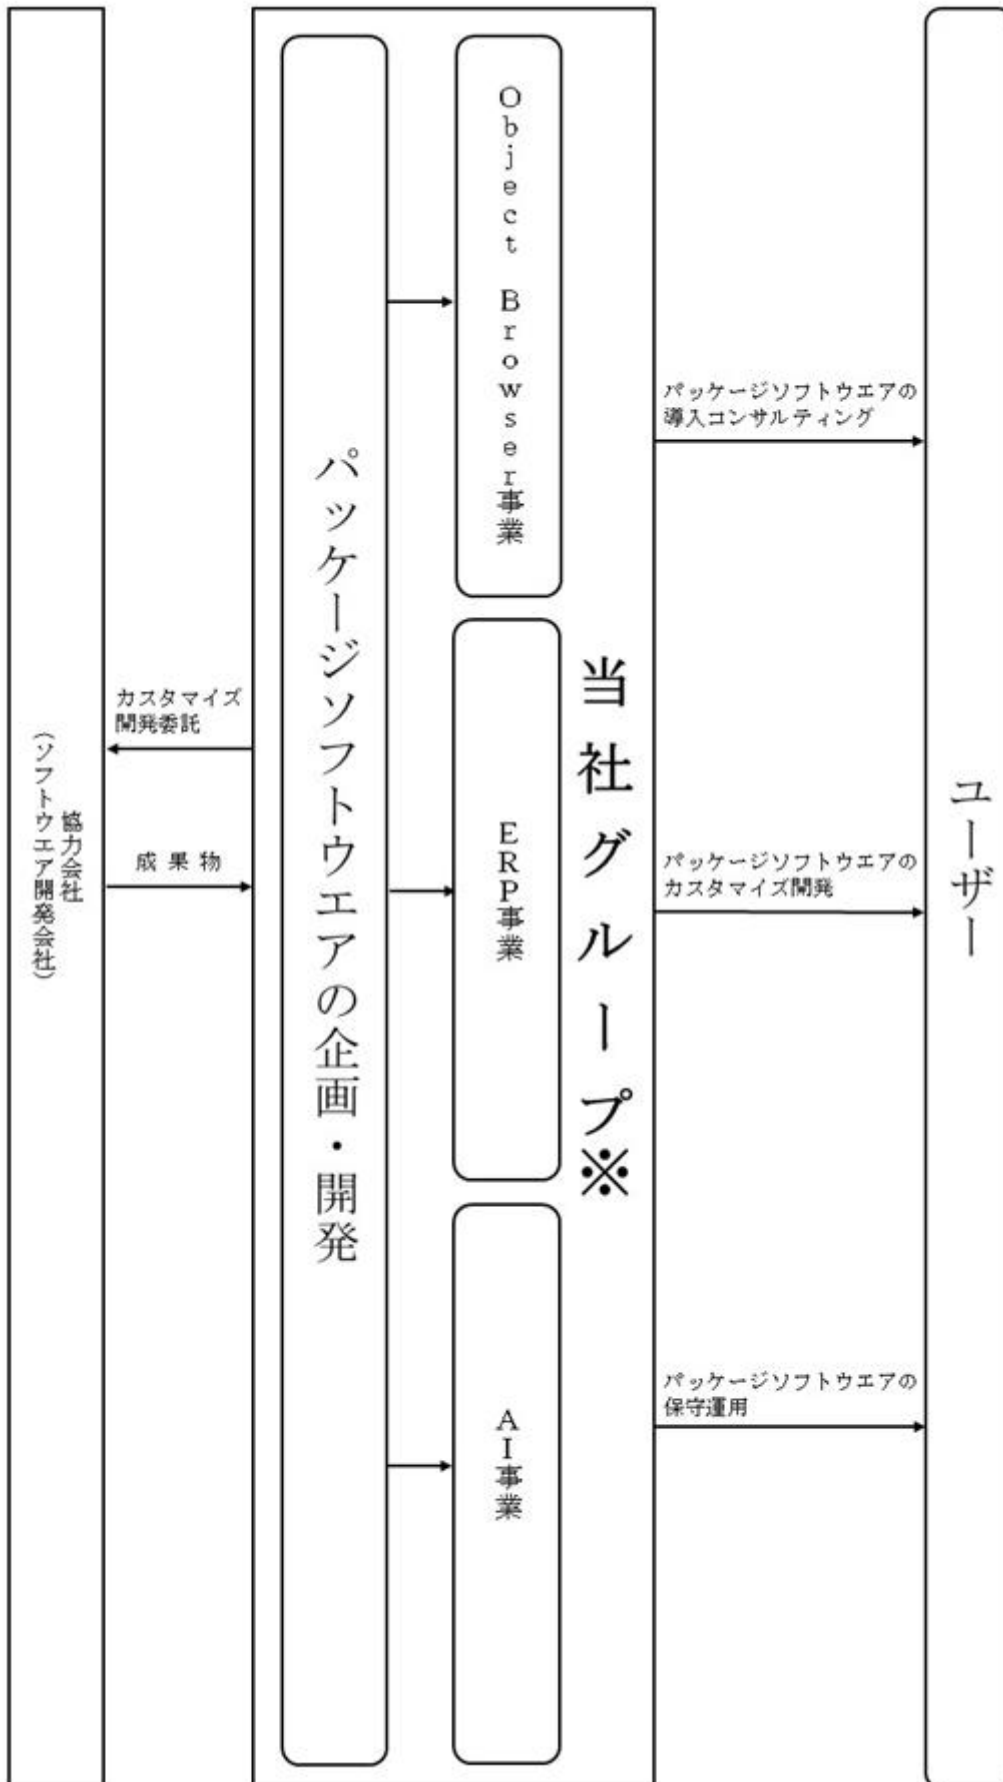 協力会社
(ソフトウエア開発会社)
カスタマイズ
開発委託
成果物
パッケージソフトウエアの企画・開発
Object Browser事業
ERP事業
AI事業
当社グループ※
パッケージソフトウエアの
導入コンサルティング
パッケージソフトウエアの
カスタマイズ開発
パッケージソフトウエアの
保守運用
ユーザー